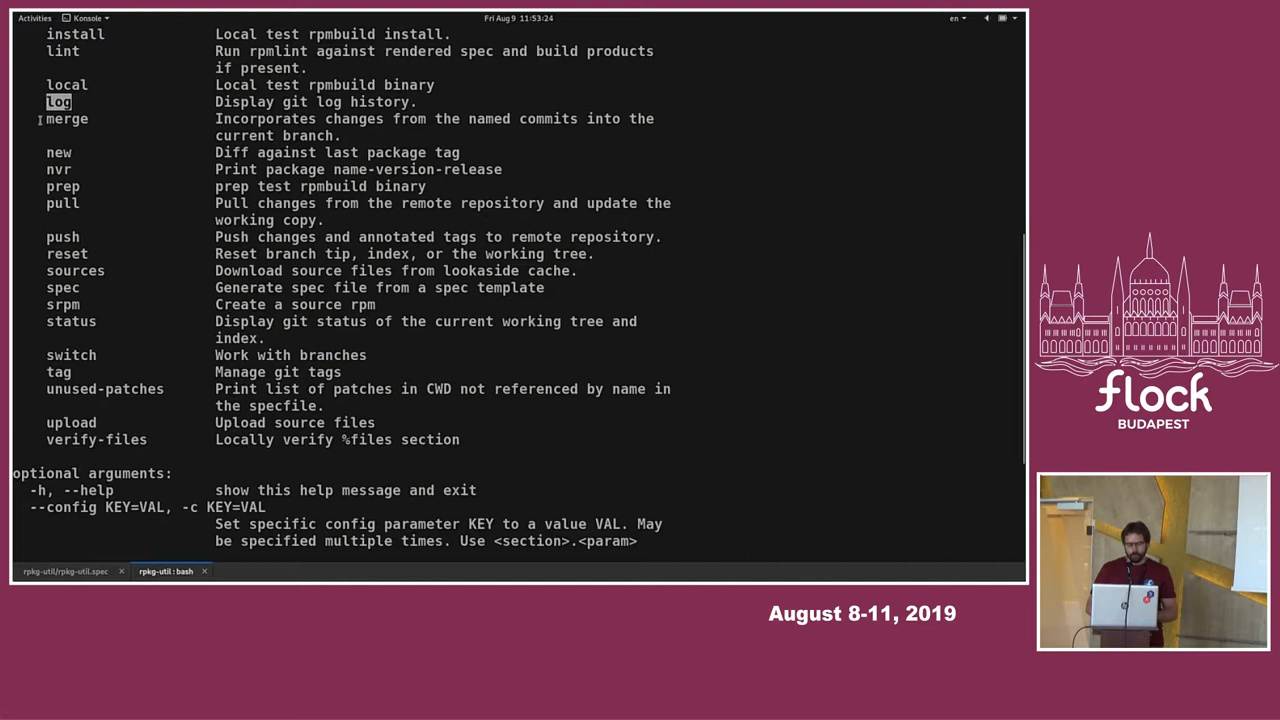 Activities Konsole Fri Aug 9 11:53:24 en
install Local test rpmbuild install.
lint Run rpmlint against rendered spec and build products
if present.
local Local test rpmbuild binary
log Display git log history.
merge Incorporates changes from the named commits into the
current branch.
new Diff against last package tag
nvr Print package name-version-release
prep prep test rpmbuild binary
pull Pull changes from the remote repository and update the
working copy.
push Push changes and annotated tags to remote repository.
reset Reset branch tip, index, or the working tree.
sources Download source files from lookaside cache.
spec Generate spec file from a spec template
srpm Create a source rpm
status Display git status of the current working tree and
index.
switch Work with branches
tag Manage git tags
unused-patches Print list of patches in CWD not referenced by name in
the specfile.
upload Upload source files
verify-files Locally verify %files section
optional arguments:
-h, --help show this help message and exit
--config KEY=VAL, -c KEY=VAL
Set specific config parameter KEY to a value VAL. May
be specified multiple times. Use <section>.<param>
rpkg-util/rpkg-util.spec rpkg-util : bash
flock
BUDAPEST
August 8-11, 2019